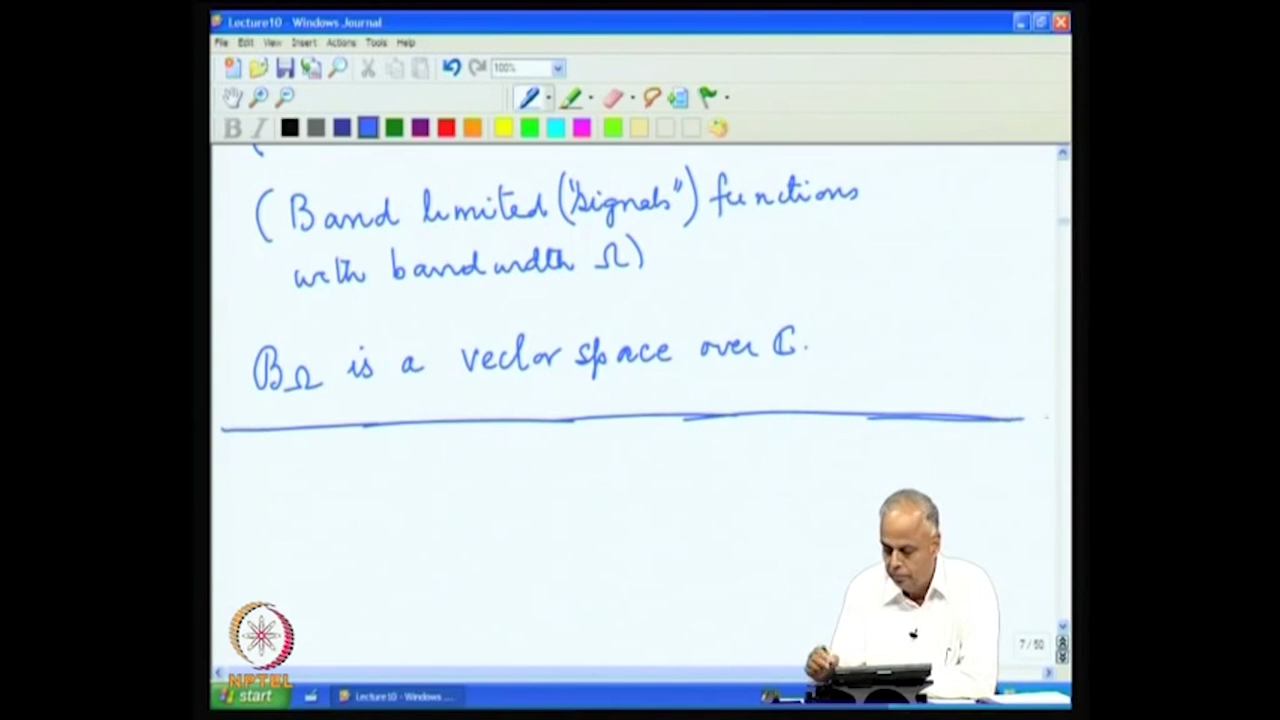 Lecture10 - Windows Journal
File Edit View Insert Actions Tools Help
100%
B I
(Band limited ("signals") functions
with bandwidth Ω)
BΩ is a vector space over ℂ.
7 / 50
NPTEL
start
Lecture10 - Windows ...